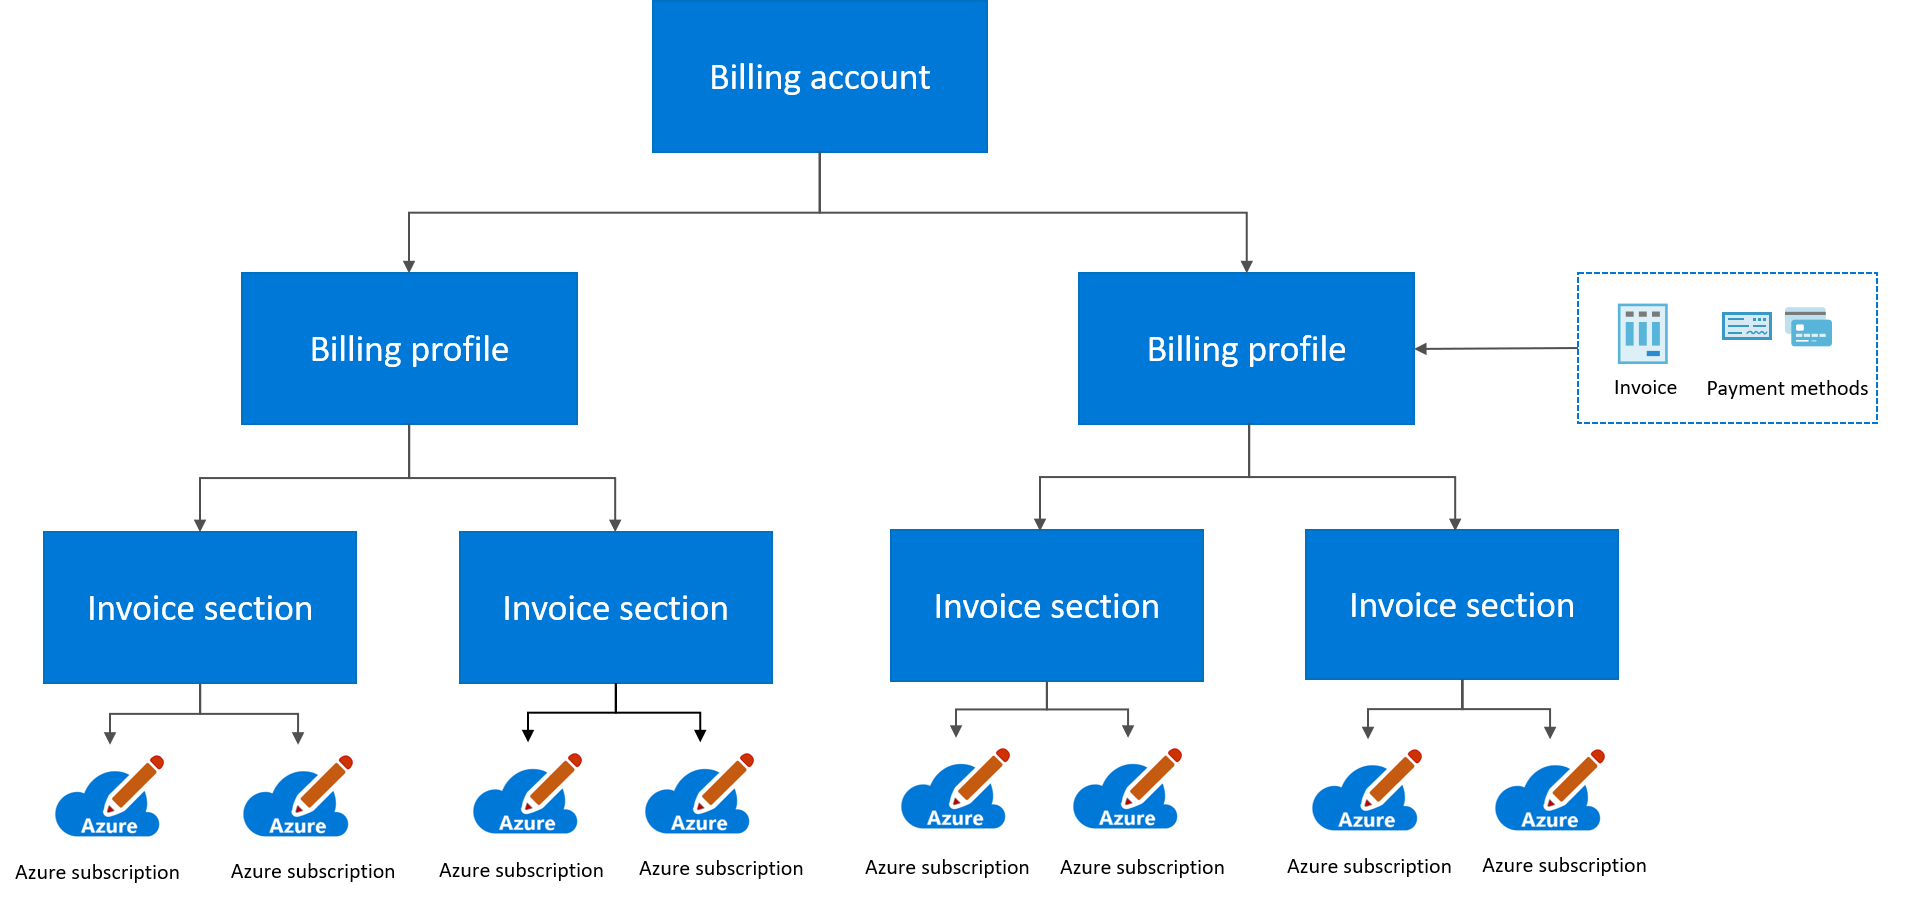 Billing account
Billing profile
Billing profile
Invoice
Payment methods
Invoice section
Invoice section
Invoice section
Invoice section
Azure
Azure
Azure
Azure
Azure
Azure
Azure
Azure
Azure subscription
Azure subscription
Azure subscription
Azure subscription
Azure subscription
Azure subscription
Azure subscription
Azure subscription